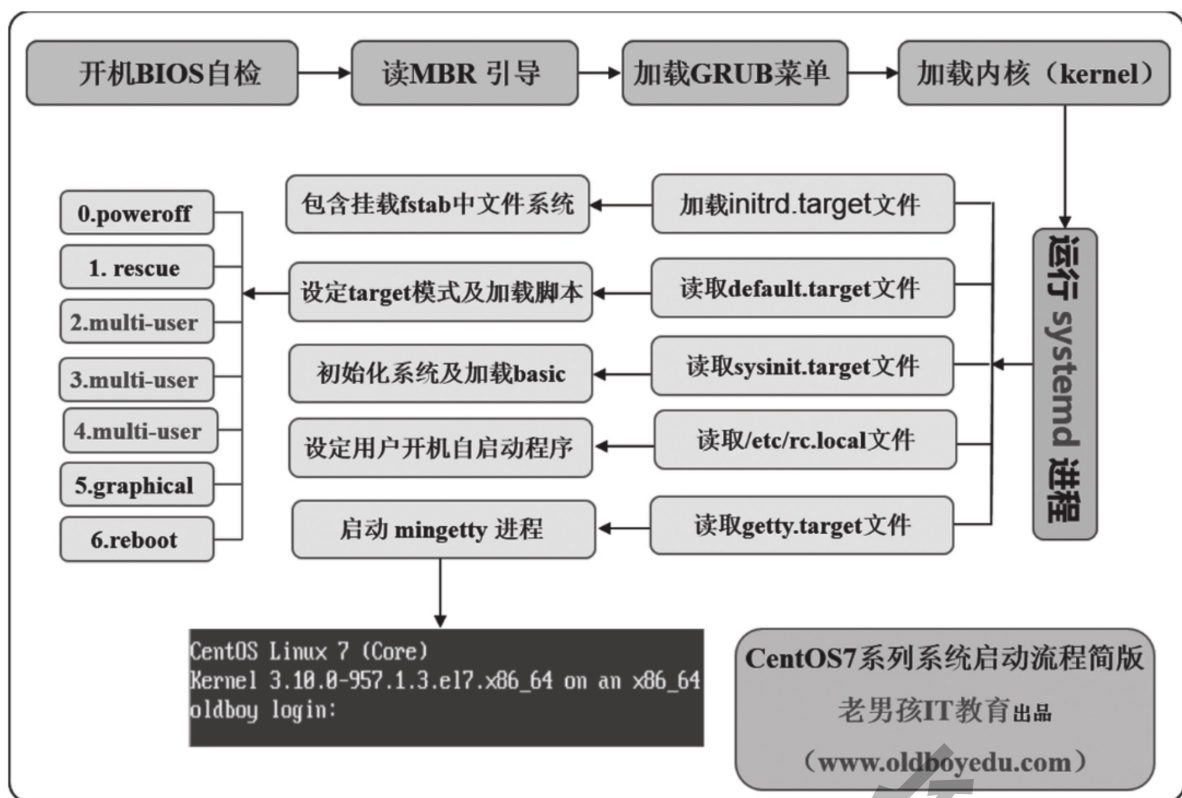 开机BIOS自检
读MBR 引导
加载GRUB菜单
加载内核（kernel）
运行 systemd 进程
加载initrd.target文件
包含挂载fstab中文件系统
读取default.target文件
设定target模式及加载脚本
0.poweroff
1. rescue
2.multi-user
3.multi-user
4.multi-user
5.graphical
6.reboot
读取sysinit.target文件
初始化系统及加载basic
读取/etc/rc.local文件
设定用户开机自启动程序
读取getty.target文件
启动 mingetty 进程
CentOS Linux 7 (Core)
Kernel 3.10.0-957.1.3.el7.x86_64 on an x86_64
oldboy login:
CentOS7系列系统启动流程简版
老男孩IT教育出品
（www.oldboyedu.com）